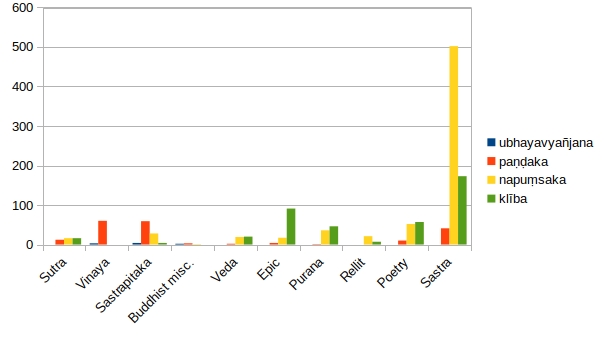 600
500
400
300
200
100
0
Sutra
Vinaya
Sastrapitaka
Buddhist misc.
Veda
Epic
Purana
Rellit
Poetry
Sastra
ubhayavyañjana
paṇḍaka
napuṃsaka
klība